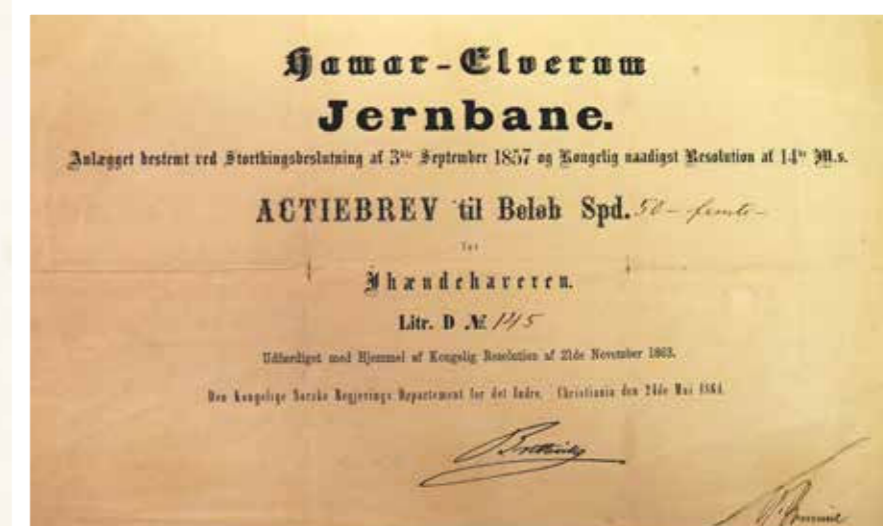 Hamar-Elverum
Jernbane.
Anlægget bestemt ved Storthingsbeslutning af 3die September 1857 og Kongelig naadigst Resolution af 14de M.s.
ACTIEBREV til Beløb Spd. 50 - femti -
for
Ihændehaveren.
Litr. D № 145
Udfærdiget med Hjemmel af Kongelig Resolution af 21de November 1863.
Den Kongelige Norske Regjerings Departement for det Indre, Christiania den 24de Mai 1864.